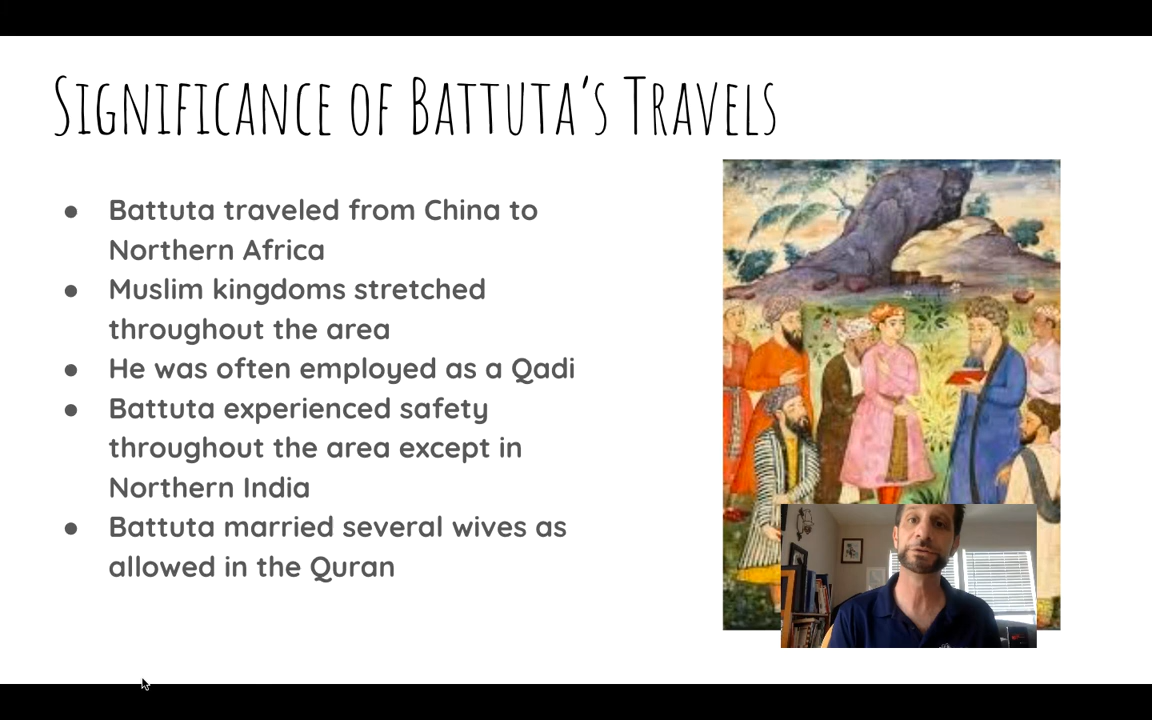 Significance of Battuta's Travels
● Battuta traveled from China to
Northern Africa
● Muslim kingdoms stretched
throughout the area
● He was often employed as a Qadi
● Battuta experienced safety
throughout the area except in
Northern India
● Battuta married several wives as
allowed in the Quran